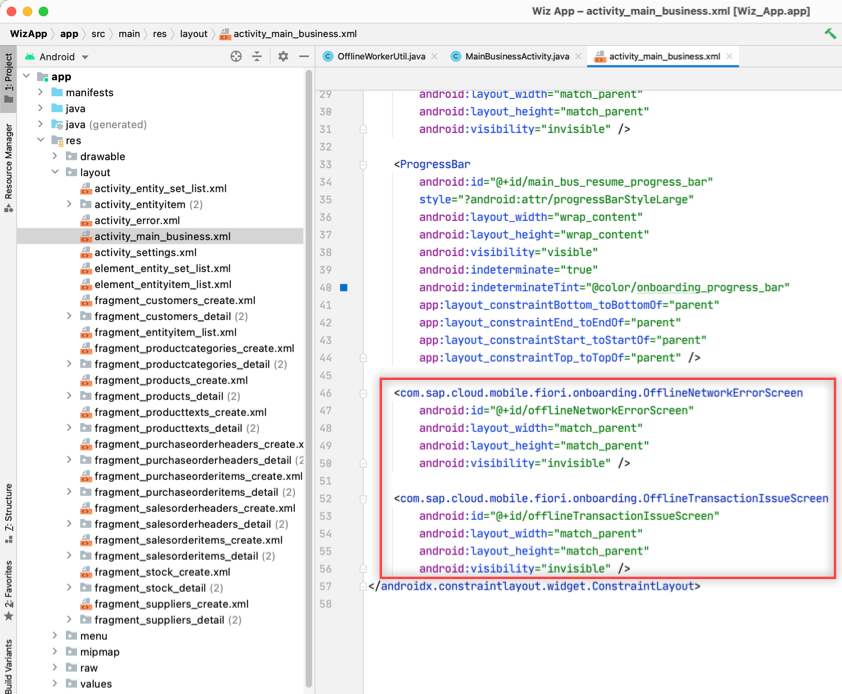 Wiz App – activity_main_business.xml [Wiz_App.app]
WizApp app src main res layout activity_main_business.xml
Android
OfflineWorkerUtil.java MainBusinessActivity.java activity_main_business.xml
1: Project
Resource Manager
Z: Structure
2: Favorites
Build Variants
app
manifests
java
java (generated)
res
drawable
layout
activity_entity_set_list.xml
activity_entityitem (2)
activity_error.xml
activity_main_business.xml
activity_settings.xml
element_entity_set_list.xml
element_entityitem_list.xml
fragment_customers_create.xml
fragment_customers_detail (2)
fragment_entityitem_list.xml
fragment_productcategories_create.xml
fragment_productcategories_detail (2)
fragment_products_create.xml
fragment_products_detail (2)
fragment_producttexts_create.xml
fragment_producttexts_detail (2)
fragment_purchaseorderheaders_create.x
fragment_purchaseorderheaders_detail (2
fragment_purchaseorderitems_create.xml
fragment_purchaseorderitems_detail (2)
fragment_salesorderheaders_create.xml
fragment_salesorderheaders_detail (2)
fragment_salesorderitems_create.xml
fragment_salesorderitems_detail (2)
fragment_stock_create.xml
fragment_stock_detail (2)
fragment_suppliers_create.xml
fragment_suppliers_detail (2)
menu
mipmap
raw
values
29 android:layout_width="match_parent"
30 android:layout_height="match_parent"
31 android:visibility="invisible" />
32
33 <ProgressBar
34 android:id="@+id/main_bus_resume_progress_bar"
35 style="?android:attr/progressBarStyleLarge"
36 android:layout_width="wrap_content"
37 android:layout_height="wrap_content"
38 android:visibility="visible"
39 android:indeterminate="true"
40 android:indeterminateTint="@color/onboarding_progress_bar"
41 app:layout_constraintBottom_toBottomOf="parent"
42 app:layout_constraintEnd_toEndOf="parent"
43 app:layout_constraintStart_toStartOf="parent"
44 app:layout_constraintTop_toTopOf="parent" />
45
46 <com.sap.cloud.mobile.fiori.onboarding.OfflineNetworkErrorScreen
47 android:id="@+id/offlineNetworkErrorScreen"
48 android:layout_width="match_parent"
49 android:layout_height="match_parent"
50 android:visibility="invisible" />
51
52 <com.sap.cloud.mobile.fiori.onboarding.OfflineTransactionIssueScreen
53 android:id="@+id/offlineTransactionIssueScreen"
54 android:layout_width="match_parent"
55 android:layout_height="match_parent"
56 android:visibility="invisible" />
57 </androidx.constraintlayout.widget.ConstraintLayout>
58